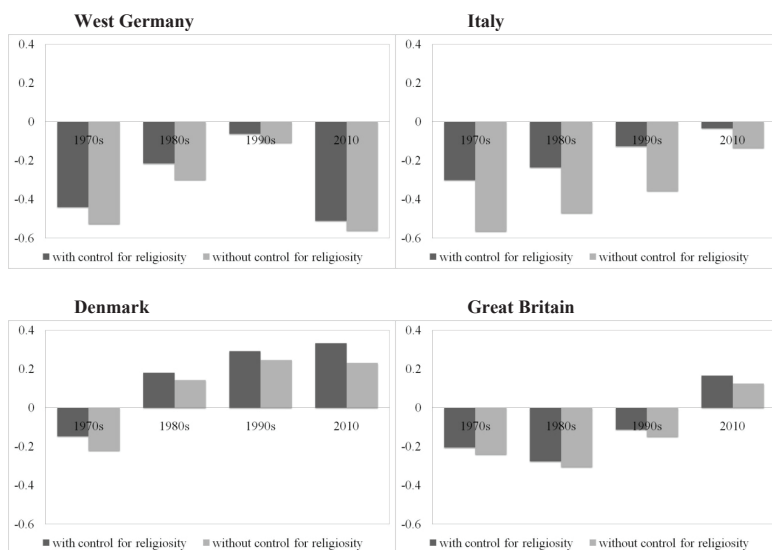 West Germany
0.4
0.2
0
-0.2
-0.4
-0.6
1970s 1980s 1990s 2010
with control for religiosity without control for religiosity
Italy
0.4
0.2
0
-0.2
-0.4
-0.6
1970s 1980s 1990s 2010
with control for religiosity without control for religiosity
Denmark
0.4
0.2
0
-0.2
-0.4
-0.6
1970s 1980s 1990s 2010
with control for religiosity without control for religiosity
Great Britain
0.4
0.2
0
-0.2
-0.4
-0.6
1970s 1980s 1990s 2010
with control for religiosity without control for religiosity